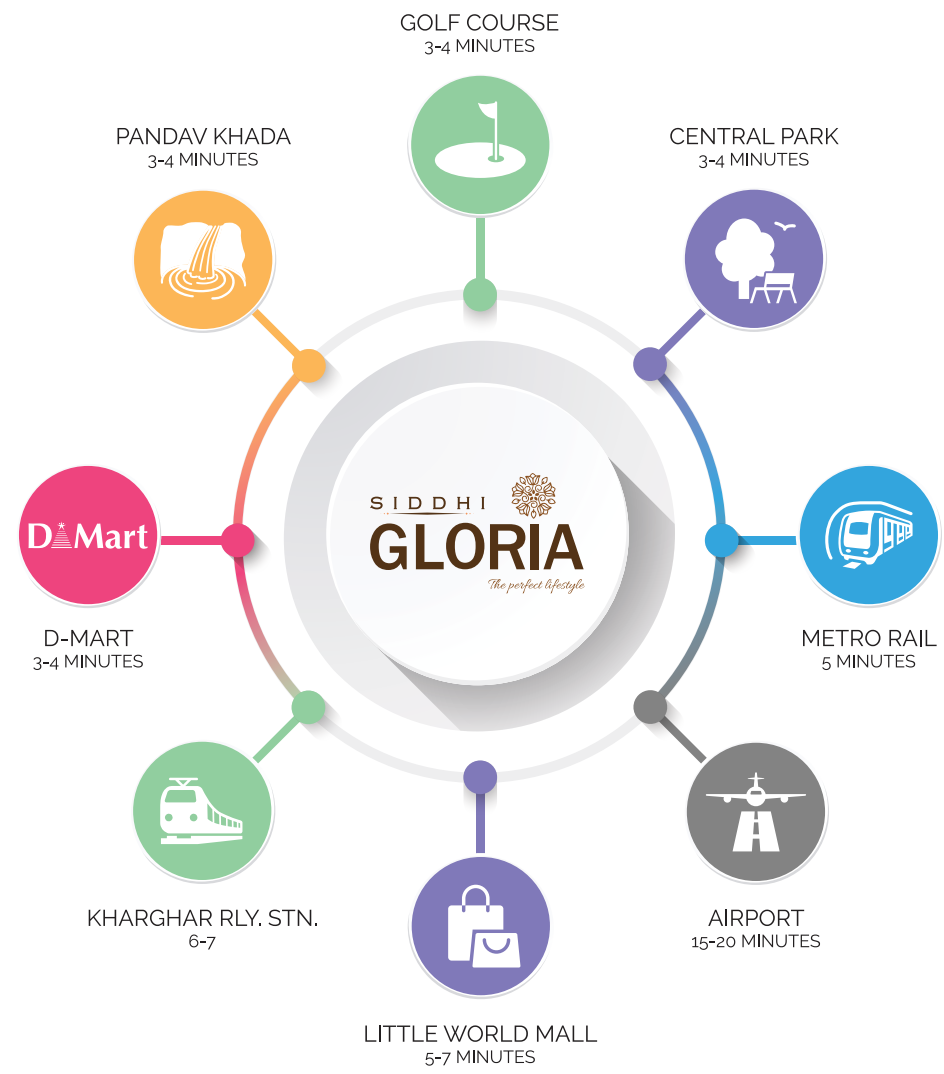 GOLF COURSE
3-4 MINUTES
PANDAV KHADA
3-4 MINUTES
CENTRAL PARK
3-4 MINUTES
D Mart
D-MART
3-4 MINUTES
SIDDHI
GLORIA
The perfect lifestyle
METRO RAIL
5 MINUTES
KHARGHAR RLY. STN.
6-7
AIRPORT
15-20 MINUTES
LITTLE WORLD MALL
5-7 MINUTES